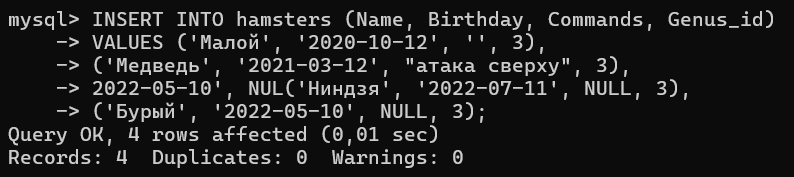 mysql> INSERT INTO hamsters (Name, Birthday, Commands, Genus_id)
-> VALUES ('Малой', '2020-10-12', '', 3),
-> ('Медведь', '2021-03-12', "атака сверху", 3),
-> 2022-05-10', NUL('Ниндзя', '2022-07-11', NULL, 3),
-> ('Бурый', '2022-05-10', NULL, 3);
Query OK, 4 rows affected (0,01 sec)
Records: 4  Duplicates: 0  Warnings: 0